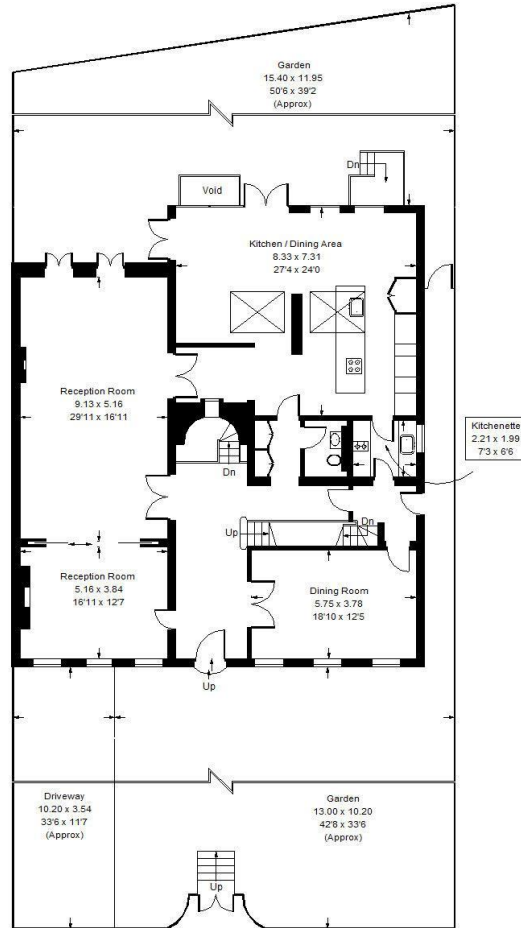 Garden
15.40 x 11.95
50'6 x 39'2
(Approx)
Dn
Void
Kitchen / Dining Area
8.33 x 7.31
27'4 x 24'0
Reception Room
9.13 x 5.16
29'11 x 16'11
Kitchenette
2.21 x 1.99
7'3 x 6'6
Dn
Up
Dn
Reception Room
5.16 x 3.84
16'11 x 12'7
Dining Room
5.75 x 3.78
18'10 x 12'5
Up
Driveway
10.20 x 3.54
33'6 x 11'7
(Approx)
Garden
13.00 x 10.20
42'8 x 33'6
(Approx)
Up